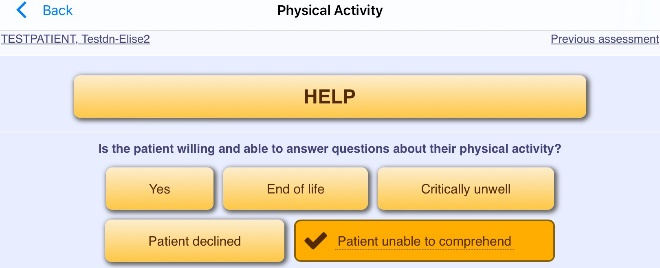 Back Physical Activity
TESTPATIENT, Testdn-Elise2 Previous assessment
HELP
Is the patient willing and able to answer questions about their physical activity?
Yes End of life Critically unwell
Patient declined Patient unable to comprehend